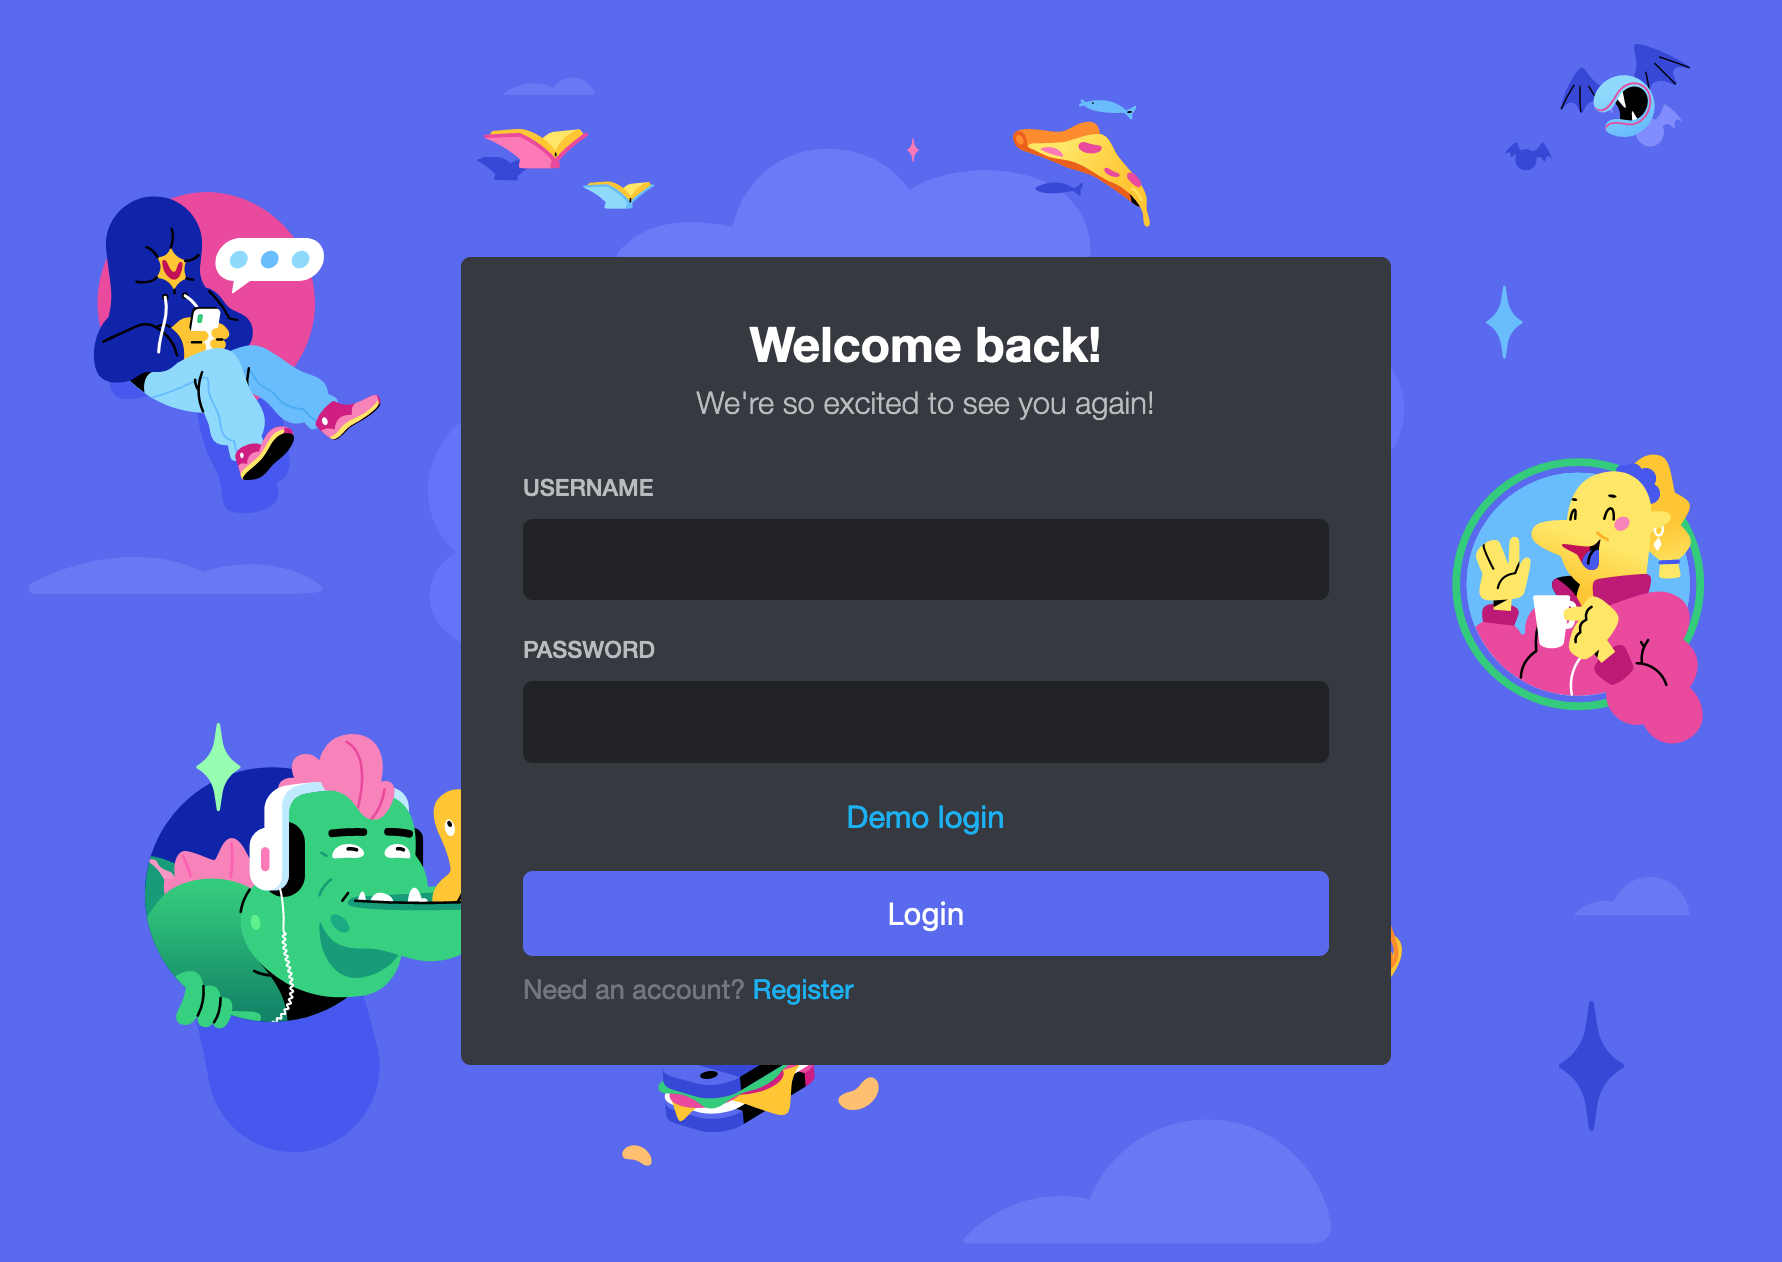 Welcome back!
We're so excited to see you again!
USERNAME
PASSWORD
Demo login
Login
Need an account? Register